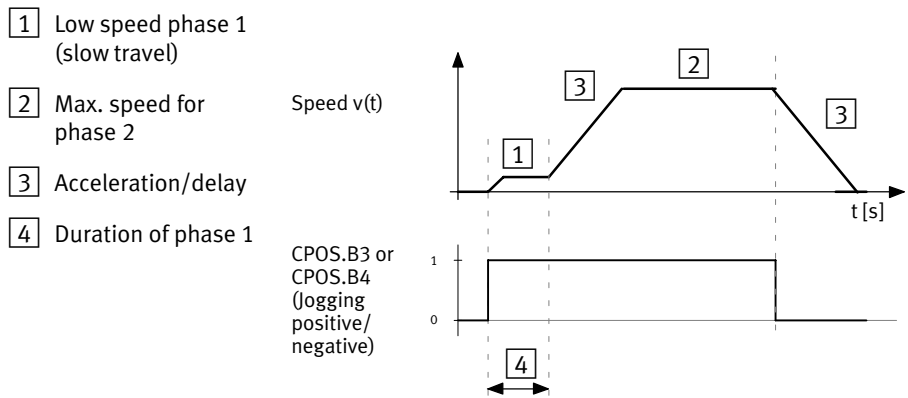 1 Low speed phase 1
(slow travel)
2 Max. speed for
phase 2
3 Acceleration/delay
4 Duration of phase 1
Speed v(t)
1
3
2
3
t [s]
CPOS.B3 or
CPOS.B4
(Jogging
positive/
negative)
1
0
4